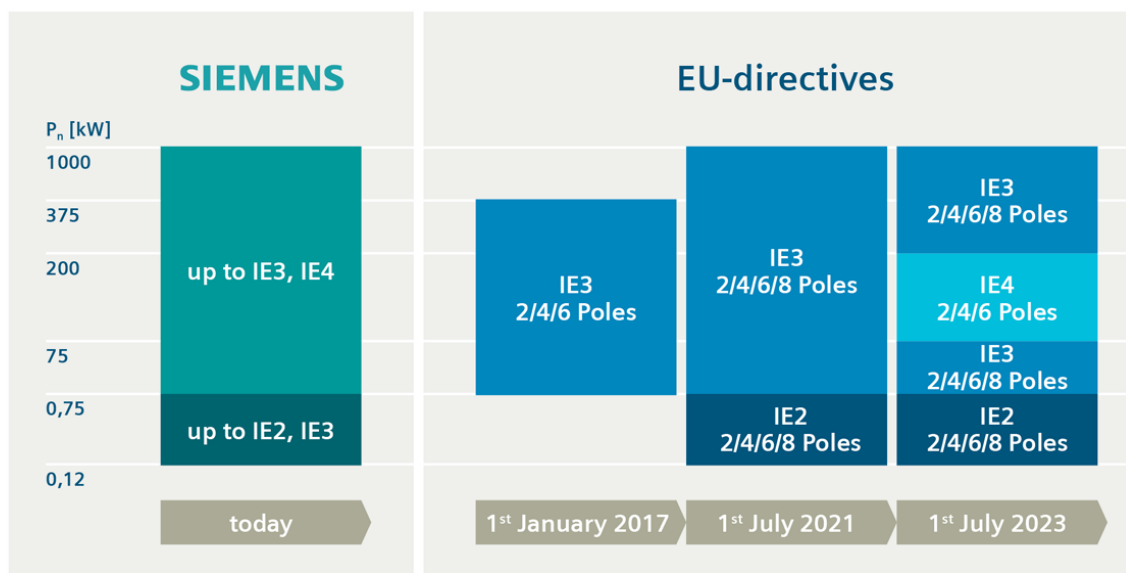 SIEMENS
EU-directives
Pn [kW]
1000
375
200
75
0,75
0,12
up to IE3, IE4
up to IE2, IE3
today
IE3
2/4/6 Poles
1st January 2017
IE3
2/4/6/8 Poles
IE2
2/4/6/8 Poles
1st July 2021
IE3
2/4/6/8 Poles
IE4
2/4/6 Poles
IE3
2/4/6/8 Poles
IE2
2/4/6/8 Poles
1st July 2023